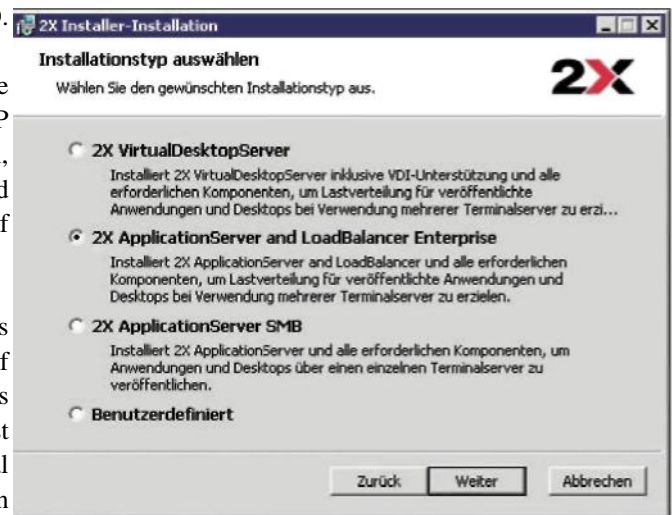 2X Installer-Installation
Installationstyp auswählen
Wählen Sie den gewünschten Installationstyp aus.
2X
2X VirtualDesktopServer
Installiert 2X VirtualDesktopServer inklusive VDI-Unterstützung und alle
erforderlichen Komponenten, um Lastverteilung für veröffentlichte
Anwendungen und Desktops bei Verwendung mehrerer Terminalserver zu erzi...
2X ApplicationServer and LoadBalancer Enterprise
Installiert 2X ApplicationServer and LoadBalancer und alle erforderlichen
Komponenten, um Lastverteilung für veröffentlichte Anwendungen und
Desktops bei Verwendung mehrerer Terminalserver zu erzielen.
2X ApplicationServer SMB
Installiert 2X ApplicationServer und alle erforderlichen Komponenten, um
Anwendungen und Desktops über einen einzelnen Terminalserver zu
veröffentlichen.
Benutzerdefiniert
Zurück Weiter Abbrechen